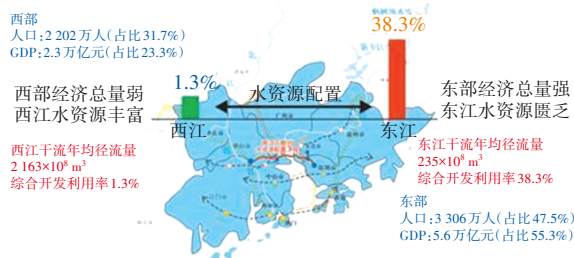 西部
人口:2 202万人(占比31.7%)
GDP:2.3万亿元(占比23.3%)
38.3%
1.3%
西部经济总量弱
西江水资源丰富
水资源配置
东部经济总量强
东江水资源匮乏
西江
东江
西江干流年均径流量
2 163×10⁸ m³
综合开发利用率1.3%
东江干流年均径流量
235×10⁸ m³
综合开发利用率38.3%
东部
人口:3 306万人(占比47.5%)
GDP:5.6万亿元(占比55.3%)